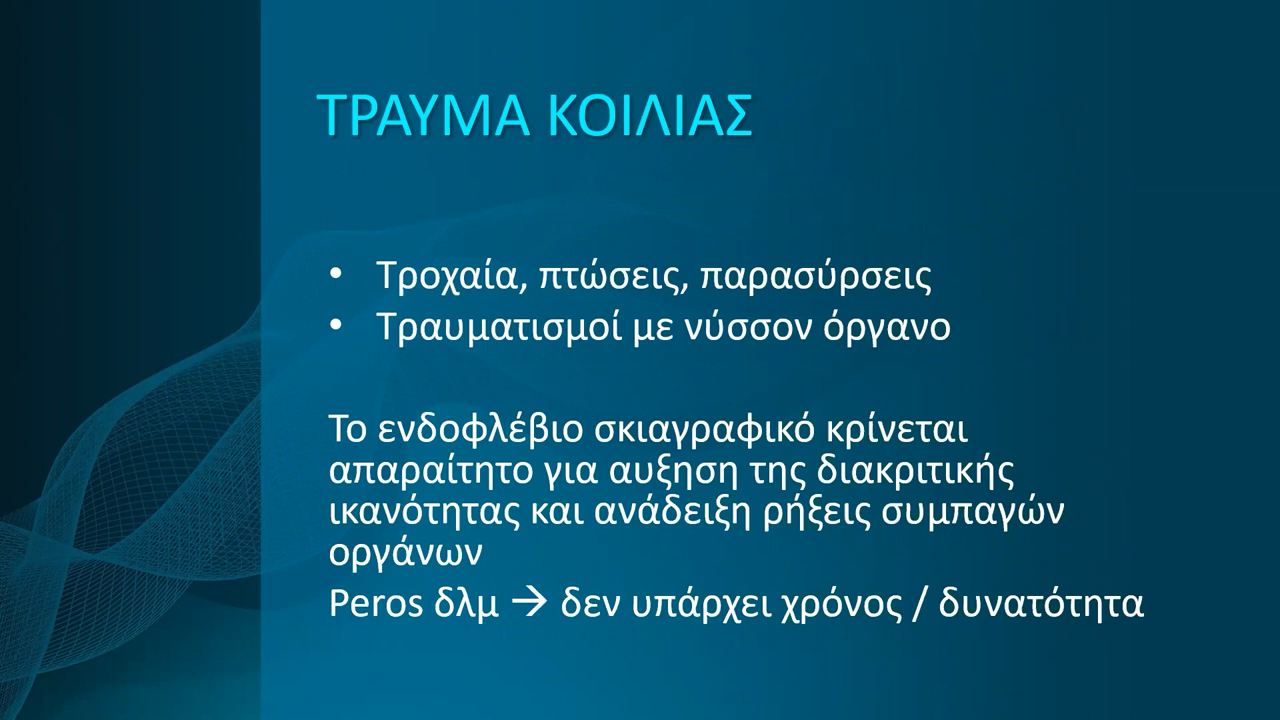 ΤΡΑΥΜΑ ΚΟΙΛΙΑΣ
• Τροχαία, πτώσεις, παρασύρσεις
• Τραυματισμοί με νύσσον όργανο
Το ενδοφλέβιο σκιαγραφικό κρίνεται
απαραίτητο για αυξηση της διακριτικής
ικανότητας και ανάδειξη ρήξεις συμπαγών
οργάνων
Peros δλμ → δεν υπάρχει χρόνος / δυνατότητα